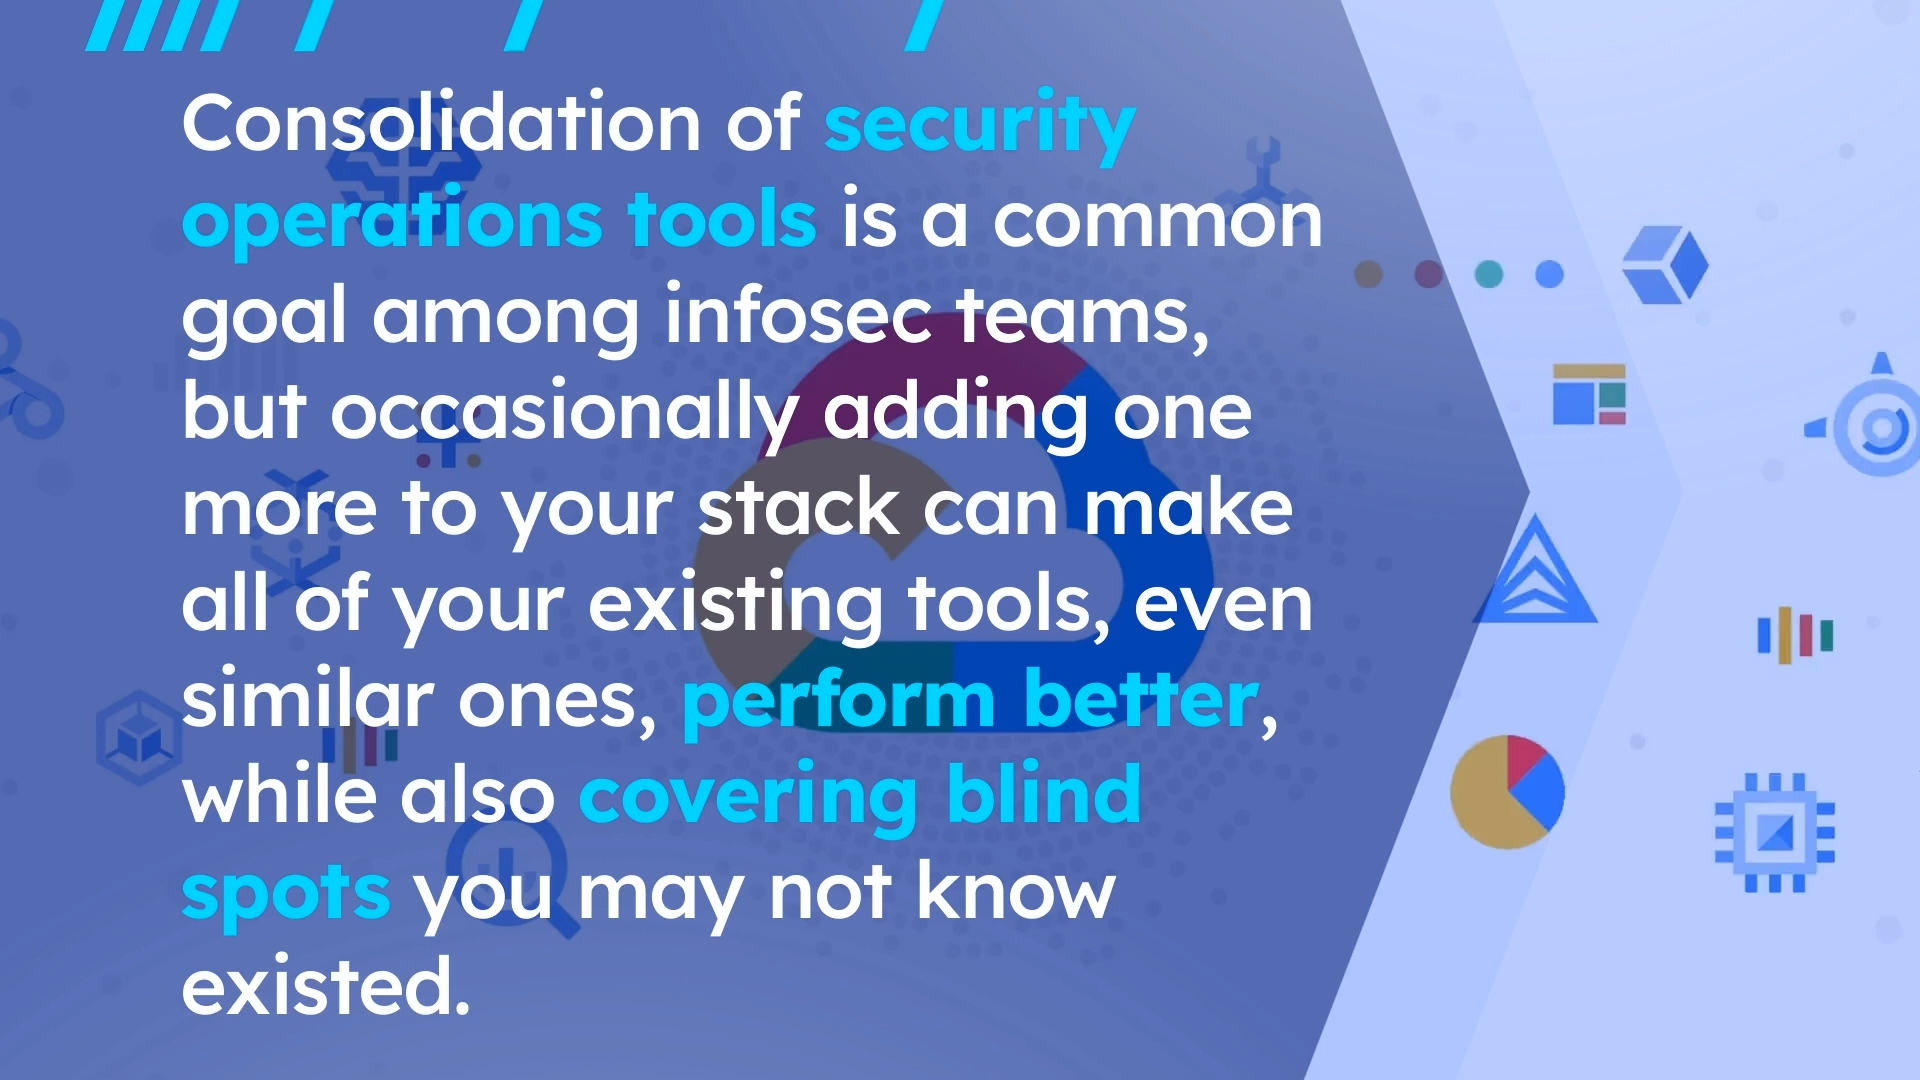 Consolidation of security
operations tools is a common
goal among infosec teams,
but occasionally adding one
more to your stack can make
all of your existing tools, even
similar ones, perform better,
while also covering blind
spots you may not know
existed.